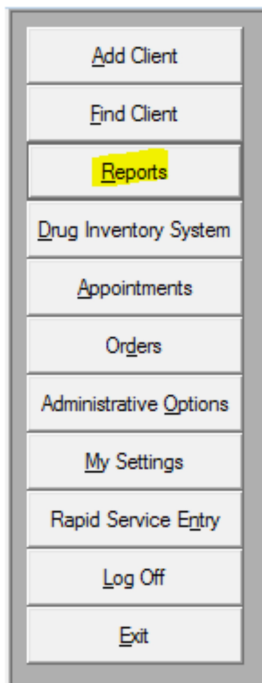 Add Client
Find Client
Reports
Drug Inventory System
Appointments
Orders
Administrative Options
My Settings
Rapid Service Entry
Log Off
Exit